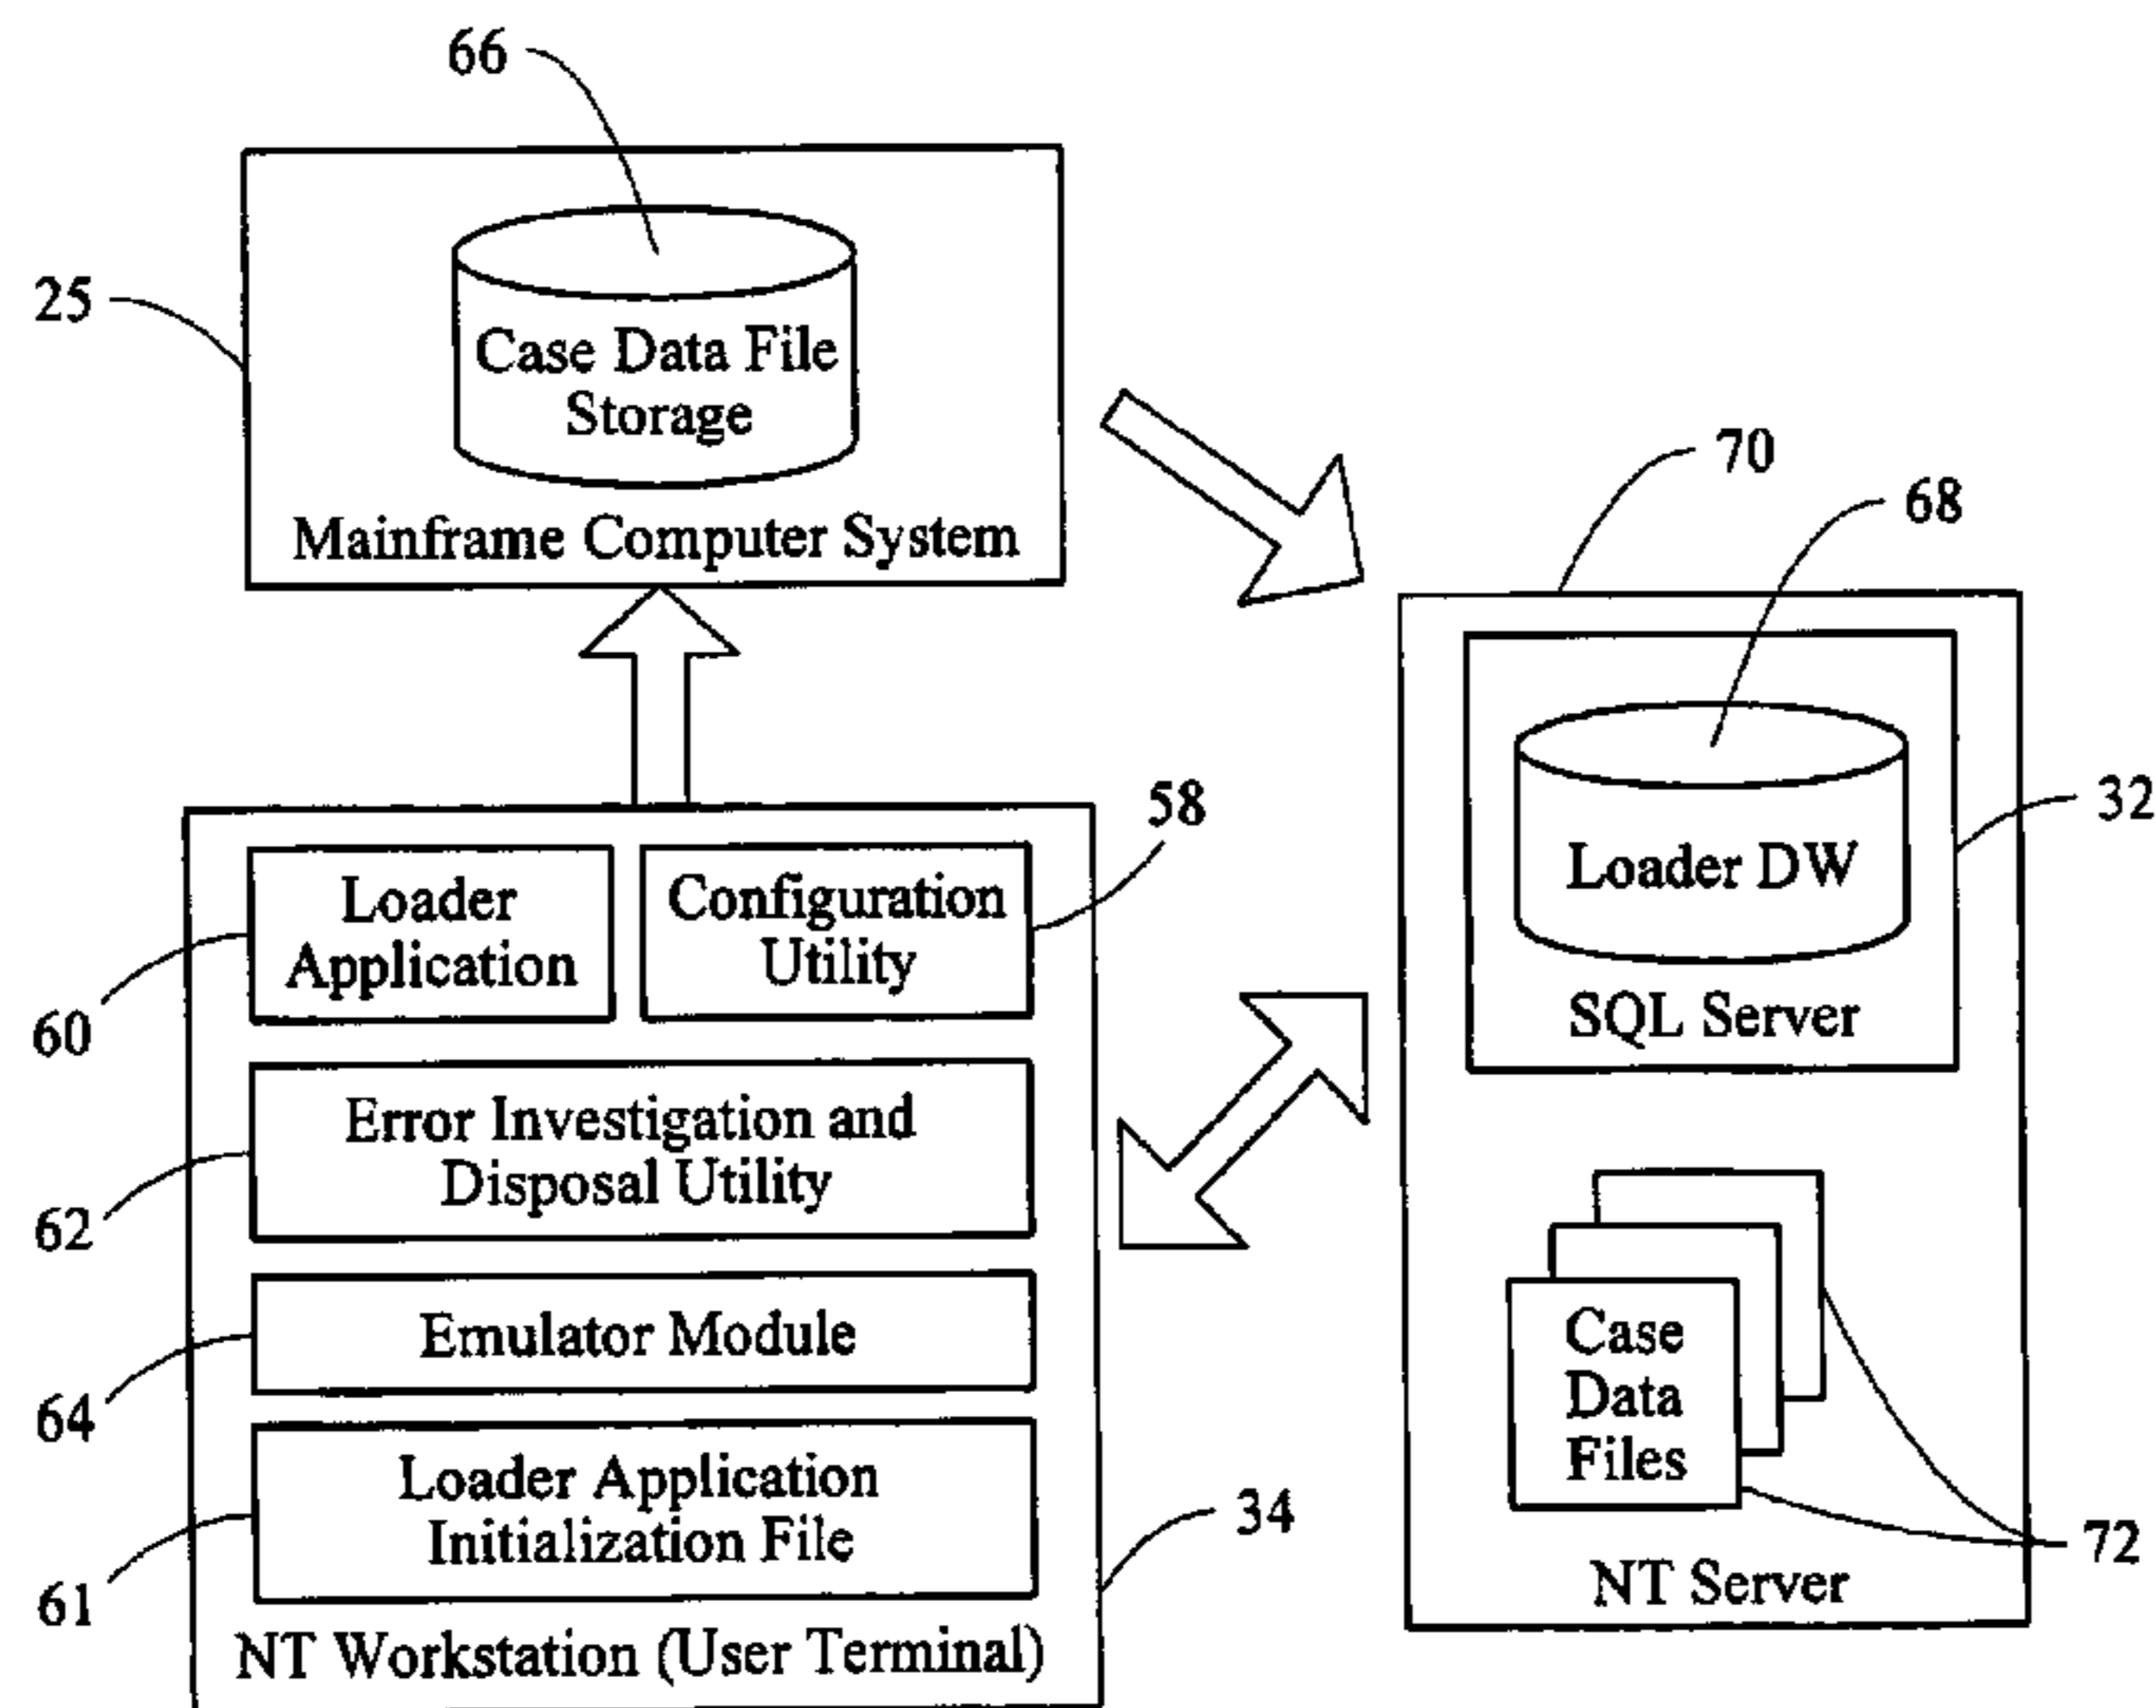 66
25
Case Data File
Storage
Mainframe Computer System
70
68
32
Loader DW
SQL Server
58
Loader
Application
Configuration
Utility
60
Error Investigation and
Disposal Utility
62
Emulator Module
64
Loader Application
Initialization File
61
34
NT Workstation (User Terminal)
Case
Data
Files
72
NT Server